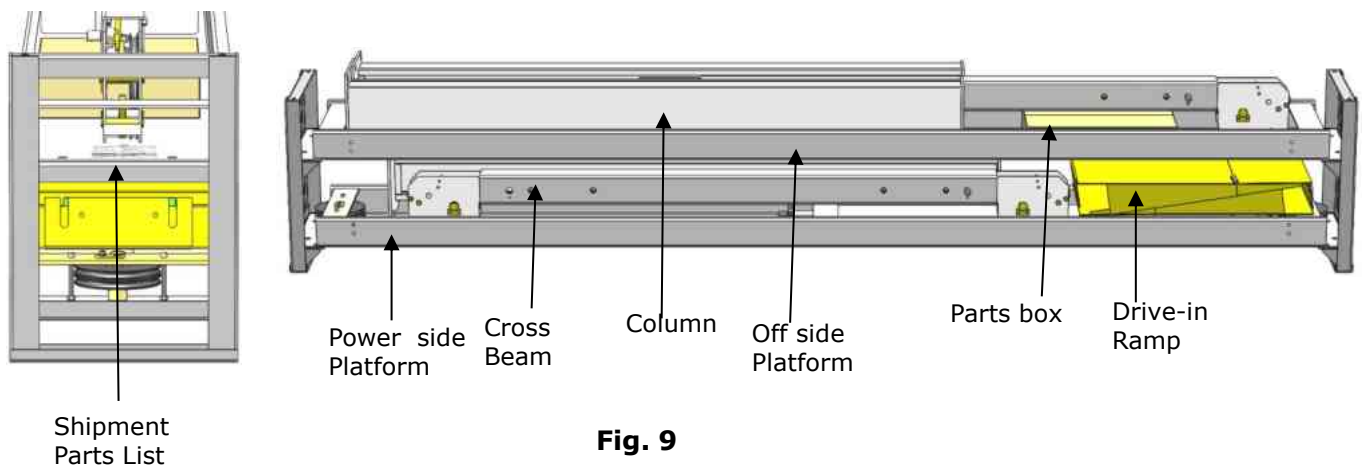 Power side
Platform
Cross
Beam
Column
Off side
Platform
Parts box
Drive-in
Ramp
Shipment
Parts List
Fig. 9